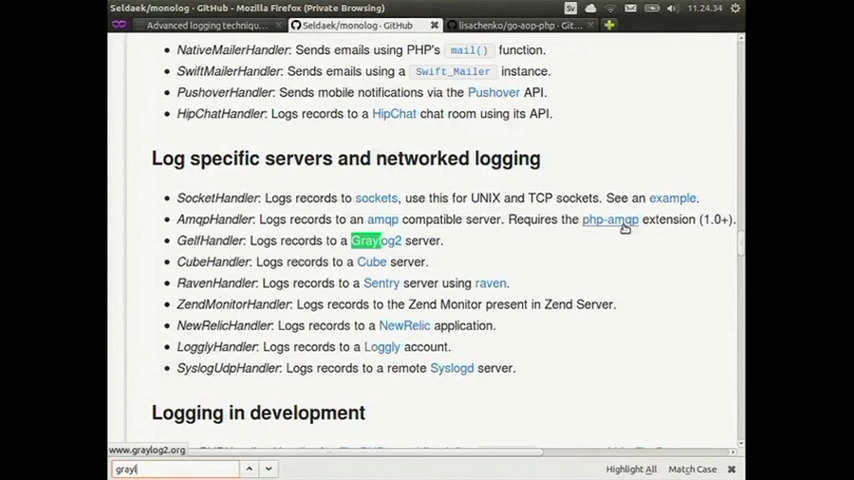 Seldaek/monolog · GitHub - Mozilla Firefox (Private Browsing)
Sv
11.24.34
Advanced logging techniqu...
Seldaek/monolog · GitHub
lisachenko/go-aop-php · Git...
NativeMailerHandler: Sends emails using PHP's mail() function.
SwiftMailerHandler: Sends emails using a Swift_Mailer instance.
PushoverHandler: Sends mobile notifications via the Pushover API.
HipChatHandler: Logs records to a HipChat chat room using its API.
Log specific servers and networked logging
SocketHandler: Logs records to sockets, use this for UNIX and TCP sockets. See an example.
AmqpHandler: Logs records to an amqp compatible server. Requires the php-amqp extension (1.0+).
GelfHandler: Logs records to a Graylog2 server.
CubeHandler: Logs records to a Cube server.
RavenHandler: Logs records to a Sentry server using raven.
ZendMonitorHandler: Logs records to the Zend Monitor present in Zend Server.
NewRelicHandler: Logs records to a NewRelic application.
LogglyHandler: Logs records to a Loggly account.
SyslogUdpHandler: Logs records to a remote Syslogd server.
Logging in development
www.graylog2.org
grayl
Highlight All
Match Case